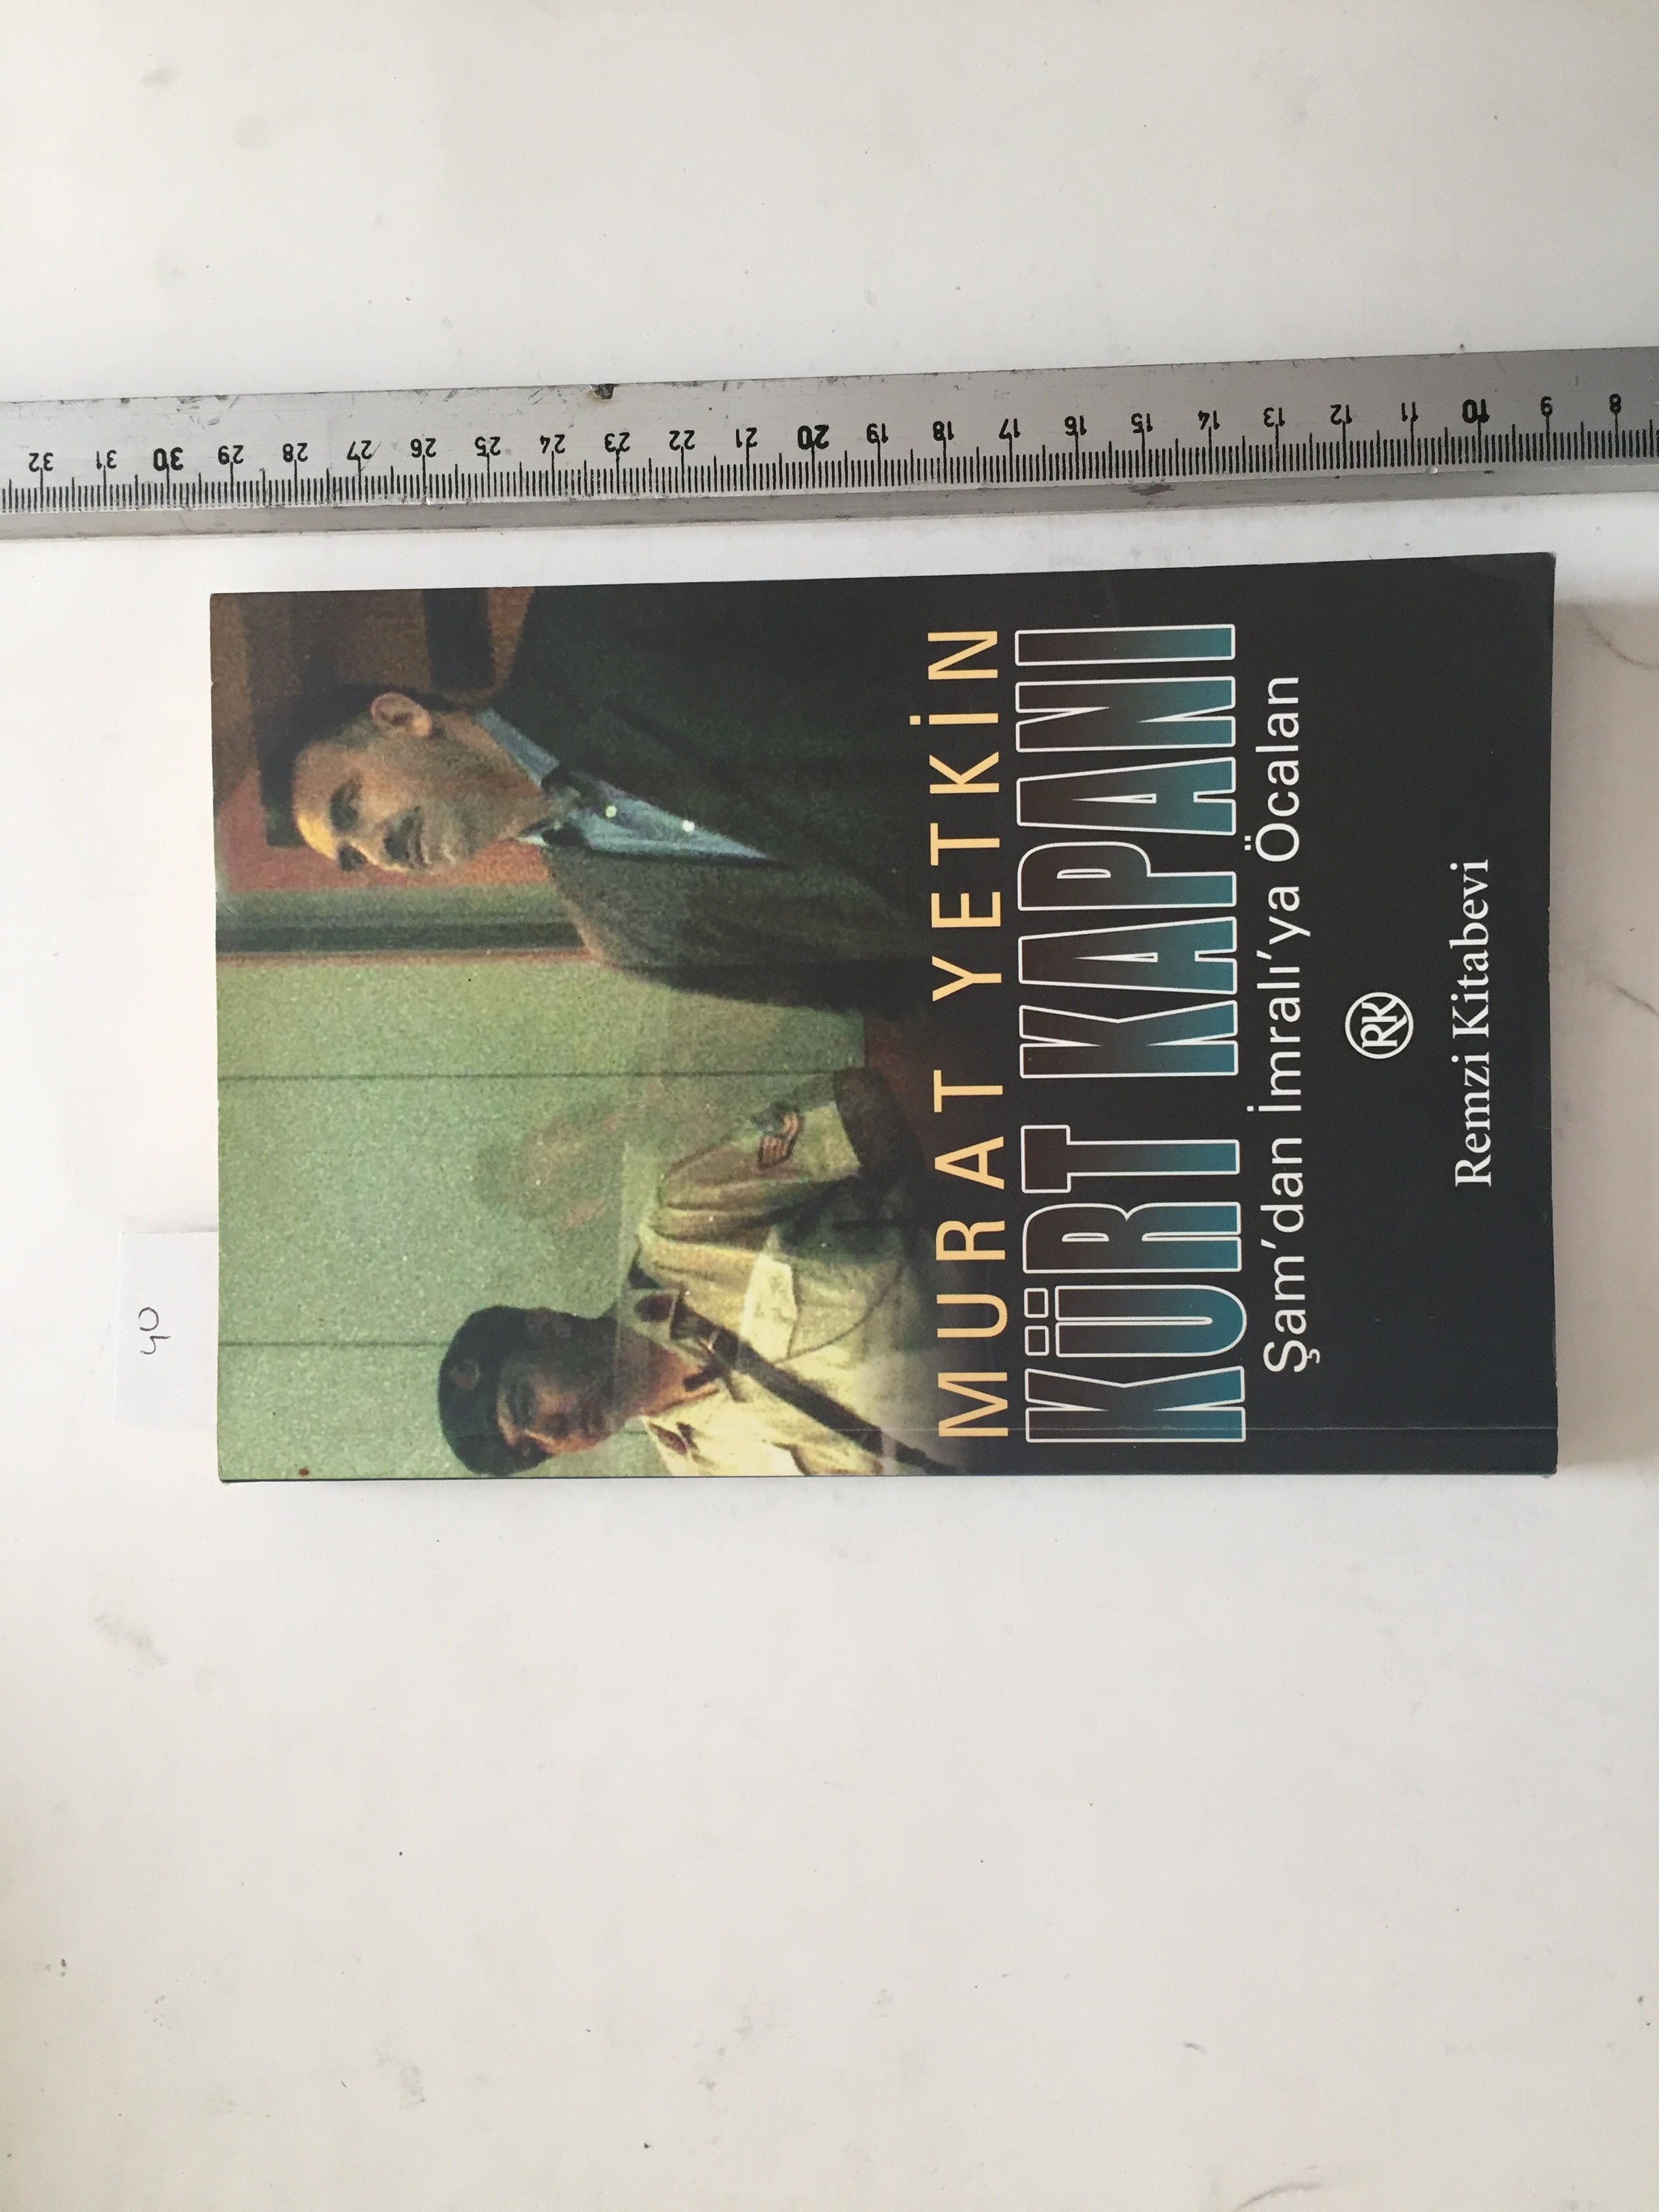 MURAT YETKİN
KÜRT KAPANI
Şam'dan İmralı'ya Öcalan
RK
Remzi Kitabevi
40
32 31 30 29 28 27 26 25 24 23 22 21 20 19 18 17 16 15 14 13 12 11 10 9 8